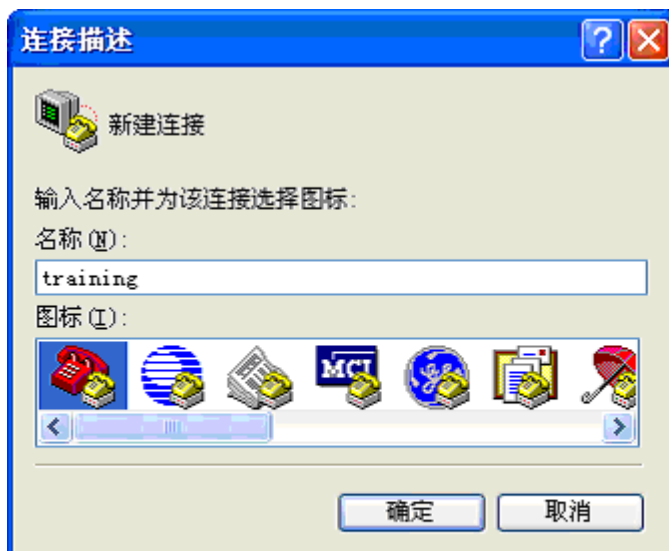 连接描述
新建连接
输入名称并为该连接选择图标:
名称(N):
training
图标(I):
MCI
确定 取消